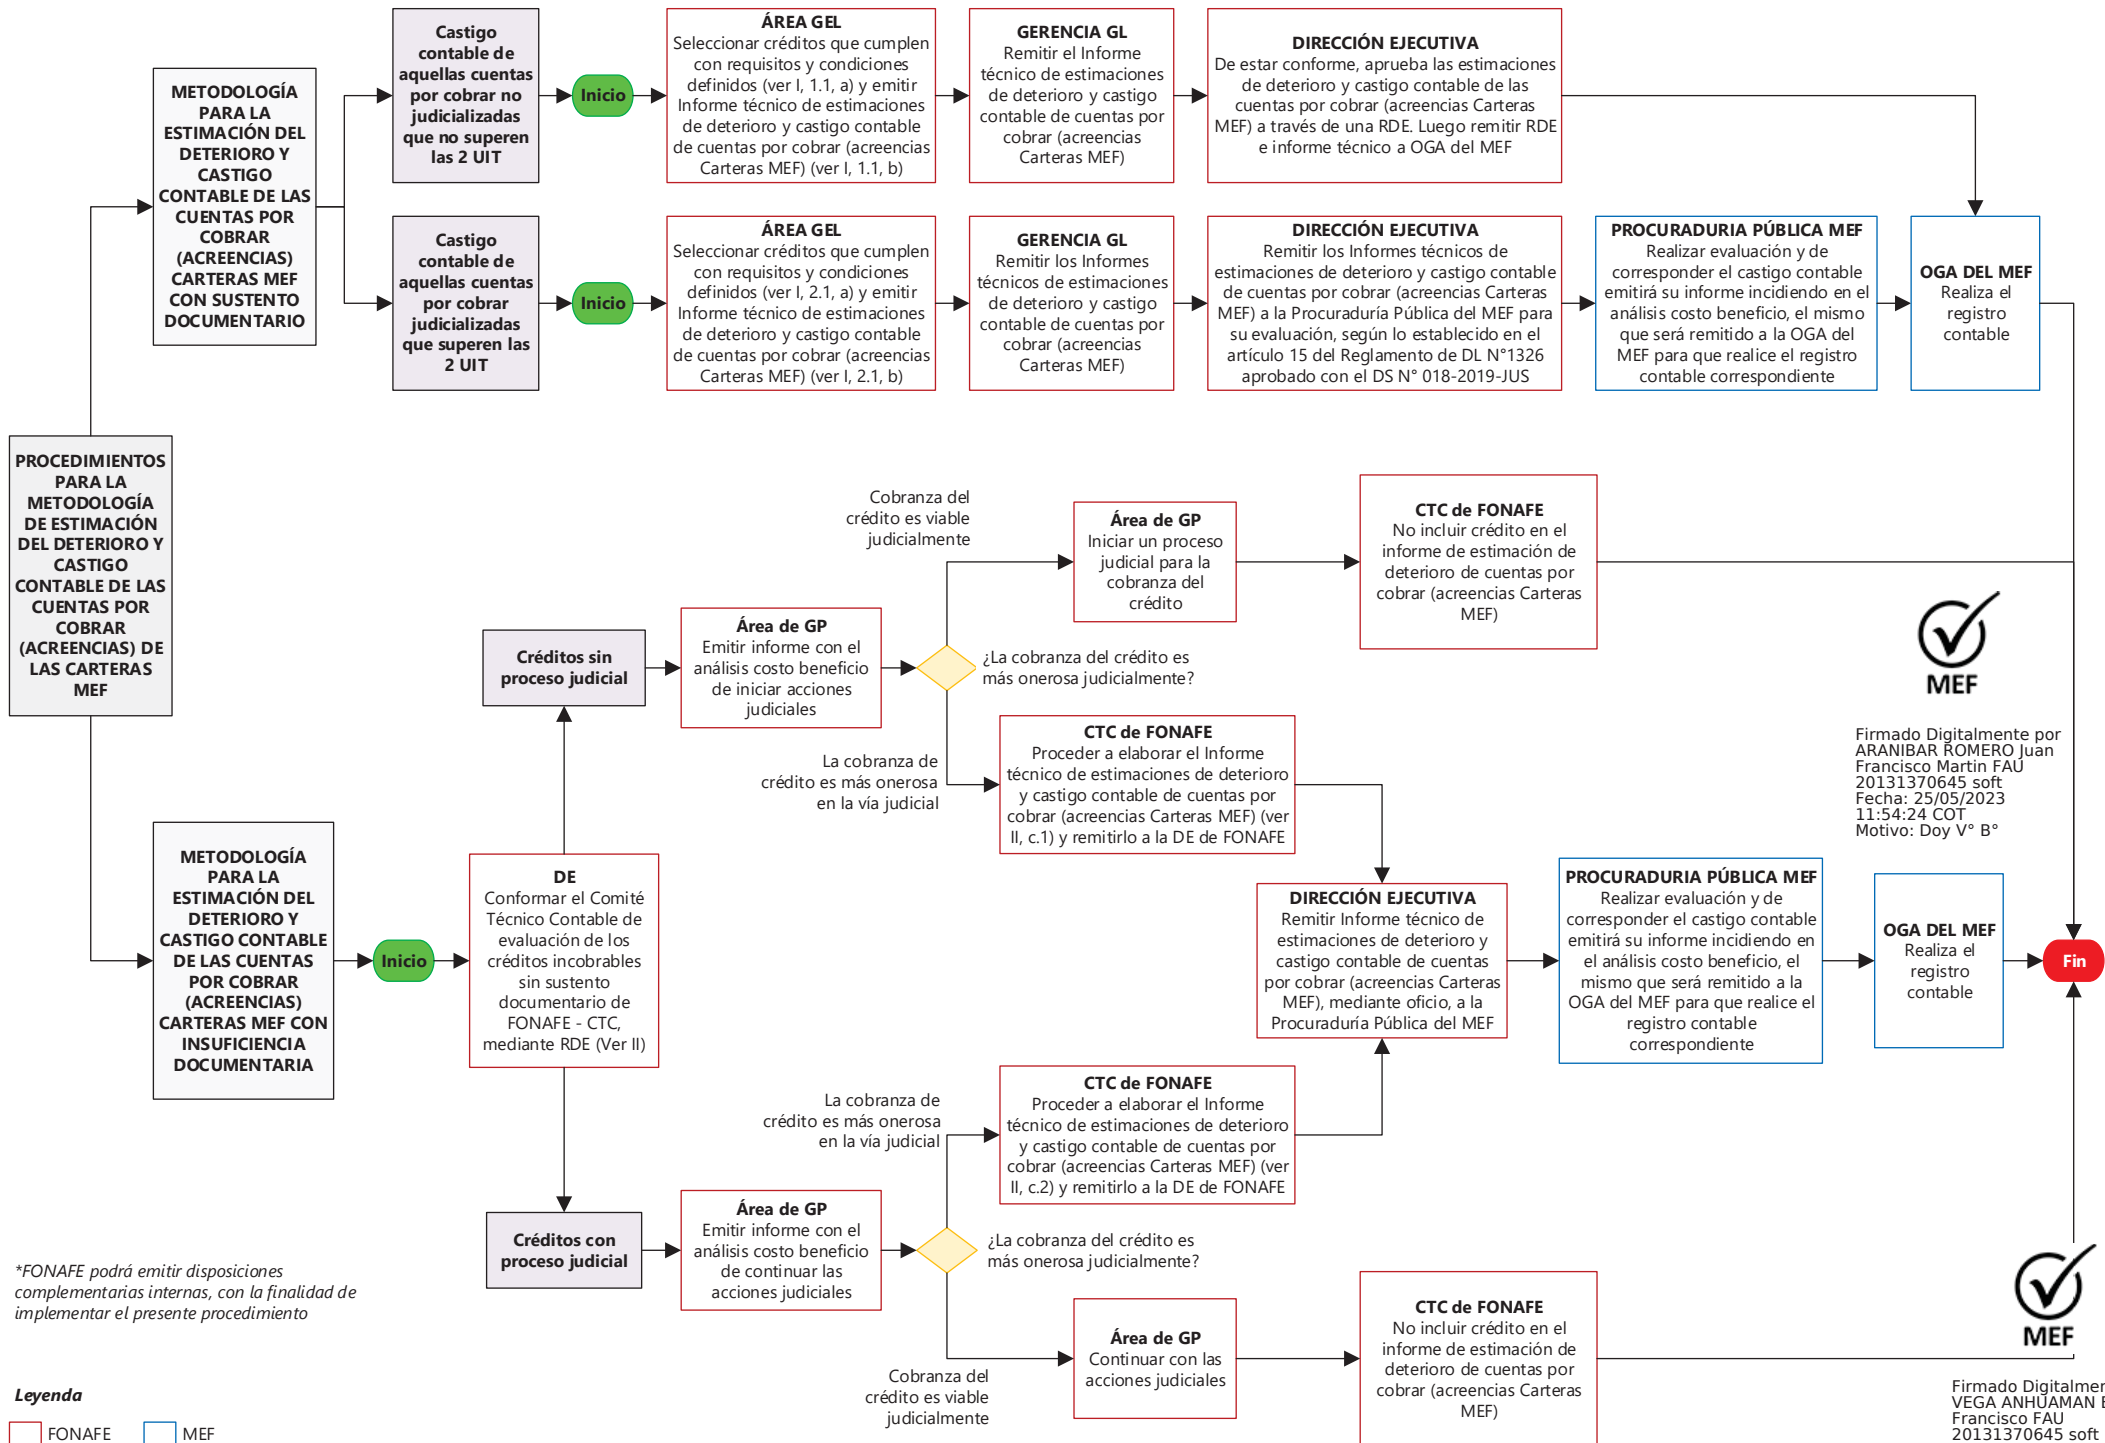 PROCEDIMIENTOS
PARA LA
METODOLOGÍA
DE ESTIMACIÓN
DEL DETERIORO Y
CASTIGO
CONTABLE DE LAS
CUENTAS POR
COBRAR
(ACREENCIAS) DE
LAS CARTERAS
MEF
METODOLOGÍA
PARA LA
ESTIMACIÓN DEL
DETERIORO Y
CASTIGO
CONTABLE DE LAS
CUENTAS POR
COBRAR
(ACREENCIAS)
CARTERAS MEF
CON SUSTENTO
DOCUMENTARIO
Castigo
contable de
aquellas cuentas
por cobrar no
judicializadas
que no superen
las 2 UIT
Inicio
ÁREA GEL
Seleccionar créditos que cumplen
con requisitos y condiciones
definidos (ver I, 1.1, a) y emitir
Informe técnico de estimaciones
de deterioro y castigo contable
de cuentas por cobrar (acreencias
Carteras MEF) (ver I, 1.1, b)
GERENCIA GL
Remitir el Informe
técnico de estimaciones
de deterioro y castigo
contable de cuentas por
cobrar (acreencias
Carteras MEF)
DIRECCIÓN EJECUTIVA
De estar conforme, aprueba las estimaciones
de deterioro y castigo contable de las
cuentas por cobrar (acreencias Carteras
MEF) a través de una RDE. Luego remitir RDE
e informe técnico a OGA del MEF
Castigo
contable de
aquellas cuentas
por cobrar
judicializadas
que superen las
2 UIT
Inicio
ÁREA GEL
Seleccionar créditos que cumplen
con requisitos y condiciones
definidos (ver I, 2.1, a) y emitir
Informe técnico de estimaciones
de deterioro y castigo contable
de cuentas por cobrar (acreencias
Carteras MEF) (ver I, 2.1, b)
GERENCIA GL
Remitir los Informes
técnicos de estimaciones
de deterioro y castigo
contable de cuentas por
cobrar (acreencias
Carteras MEF)
DIRECCIÓN EJECUTIVA
Remitir los Informes técnicos de
estimaciones de deterioro y castigo contable
de cuentas por cobrar (acreencias Carteras
MEF) a la Procuraduría Pública del MEF para
su evaluación, según lo establecido en el
artículo 15 del Reglamento de DL N°1326
aprobado con el DS N° 018-2019-JUS
PROCURADURIA PÚBLICA MEF
Realizar evaluación y de
corresponder el castigo contable
emitirá su informe incidiendo en el
análisis costo beneficio, el mismo
que será remitido a la OGA del
MEF para que realice el registro
contable correspondiente
OGA DEL MEF
Realiza el
registro
contable
METODOLOGÍA
PARA LA
ESTIMACIÓN DEL
DETERIORO Y
CASTIGO CONTABLE
DE LAS CUENTAS
POR COBRAR
(ACREENCIAS)
CARTERAS MEF CON
INSUFICIENCIA
DOCUMENTARIA
Inicio
DE
Conformar el Comité
Técnico Contable de
evaluación de los
créditos incobrables
sin sustento
documentario de
FONAFE - CTC,
mediante RDE (Ver II)
Créditos sin
proceso judicial
Área de GP
Emitir informe con el
análisis costo beneficio
de iniciar acciones
judiciales
¿La cobranza del crédito es
más onerosa judicialmente?
Cobranza del
crédito es viable
judicialmente
Área de GP
Iniciar un proceso
judicial para la
cobranza del
crédito
CTC de FONAFE
No incluir crédito en el
informe de estimación de
deterioro de cuentas por
cobrar (acreencias Carteras
MEF)
La cobranza de
crédito es más onerosa
en la vía judicial
CTC de FONAFE
Proceder a elaborar el Informe
técnico de estimaciones de deterioro
y castigo contable de cuentas por
cobrar (acreencias Carteras MEF) (ver
II, c.1) y remitirlo a la DE de FONAFE
DIRECCIÓN EJECUTIVA
Remitir Informe técnico de
estimaciones de deterioro y
castigo contable de cuentas
por cobrar (acreencias Carteras
MEF), mediante oficio, a la
Procuraduría Pública del MEF
PROCURADURIA PÚBLICA MEF
Realizar evaluación y de
corresponder el castigo contable
emitirá su informe incidiendo en
el análisis costo beneficio, el
mismo que será remitido a la
OGA del MEF para que realice el
registro contable
correspondiente
OGA DEL MEF
Realiza el
registro
contable
Fin
La cobranza de
crédito es más onerosa
en la vía judicial
CTC de FONAFE
Proceder a elaborar el Informe
técnico de estimaciones de deterioro
y castigo contable de cuentas por
cobrar (acreencias Carteras MEF) (ver
II, c.2) y remitirlo a la DE de FONAFE
Créditos con
proceso judicial
Área de GP
Emitir informe con el
análisis costo beneficio
de continuar las
acciones judiciales
¿La cobranza del crédito es
más onerosa judicialmente?
Cobranza del
crédito es viable
judicialmente
Área de GP
Continuar con las
acciones judiciales
CTC de FONAFE
No incluir crédito en el
informe de estimación de
deterioro de cuentas por
cobrar (acreencias Carteras
MEF)
MEF
Firmado Digitalmente por
ARANIBAR ROMERO Juan
Francisco Martin FAU
20131370645 soft
Fecha: 25/05/2023
11:54:24 COT
Motivo: Doy V° B°
MEF
Firmado Digitalme
VEGA ANHUAMAN
Francisco FAU
20131370645 soft
*FONAFE podrá emitir disposiciones
complementarias internas, con la finalidad de
implementar el presente procedimiento
Leyenda
FONAFE
MEF